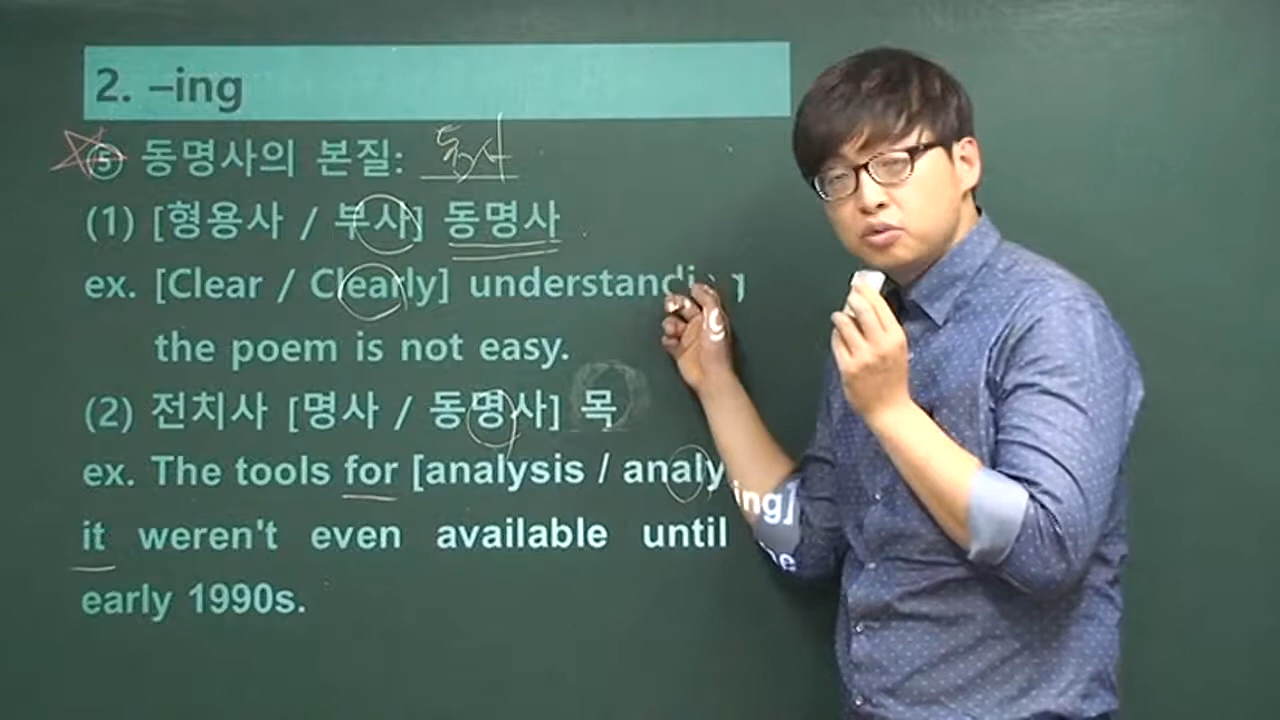 2. –ing
⑤ 동명사의 본질: 동사
(1) [형용사 / 부사] 동명사
ex. [Clear / Clearly] understanding
the poem is not easy.
(2) 전치사 [명사 / 동명사] 목
ex. The tools for [analysis / analy ing]
it weren't even available until
early 1990s.